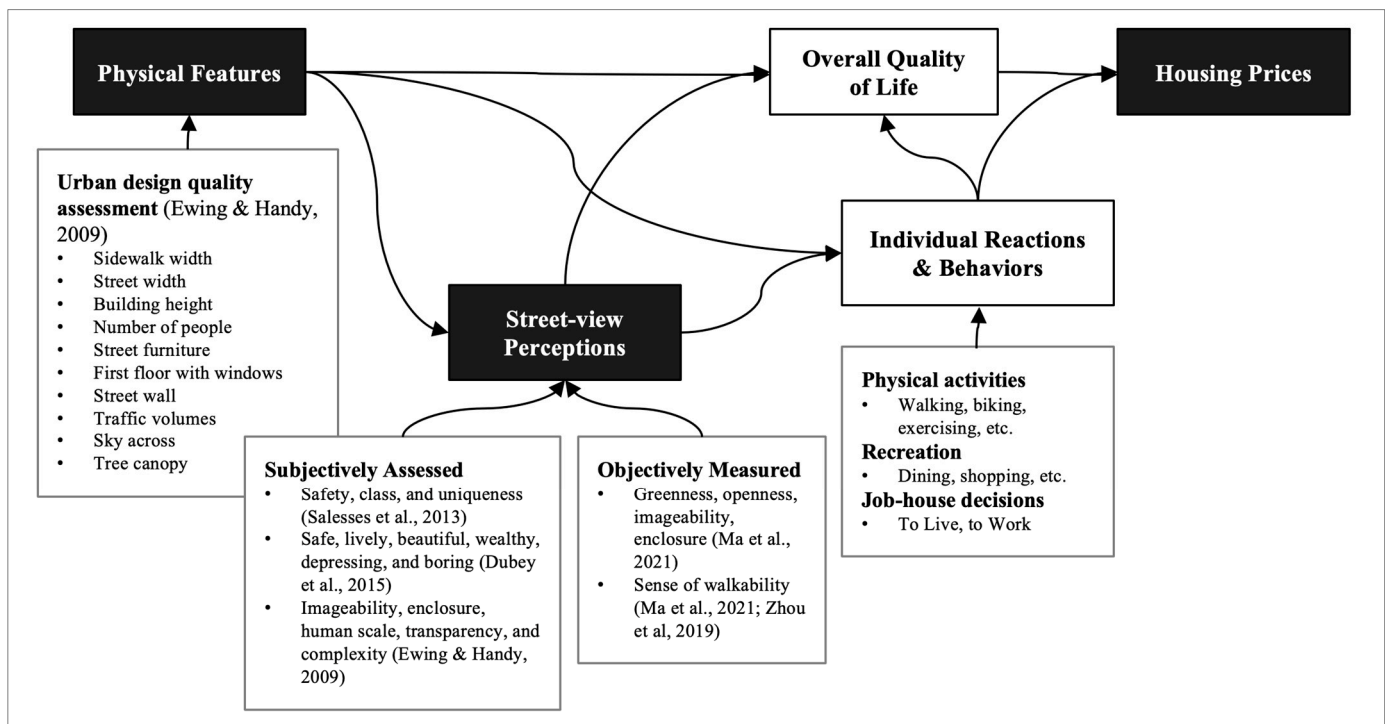 Physical Features
Overall Quality
of Life
Housing Prices
Urban design quality
assessment (Ewing & Handy,
2009)
• Sidewalk width
• Street width
• Building height
• Number of people
• Street furniture
• First floor with windows
• Street wall
• Traffic volumes
• Sky across
• Tree canopy
Individual Reactions
& Behaviors
Street-view
Perceptions
Physical activities
• Walking, biking,
exercising, etc.
Recreation
• Dining, shopping, etc.
Job-house decisions
• To Live, to Work
Subjectively Assessed
• Safety, class, and uniqueness
(Salesses et al., 2013)
• Safe, lively, beautiful, wealthy,
depressing, and boring (Dubey
et al., 2015)
• Imageability, enclosure,
human scale, transparency, and
complexity (Ewing & Handy,
2009)
Objectively Measured
• Greenness, openness,
imageability,
enclosure (Ma et al.,
2021)
• Sense of walkability
(Ma et al., 2021; Zhou
et al, 2019)